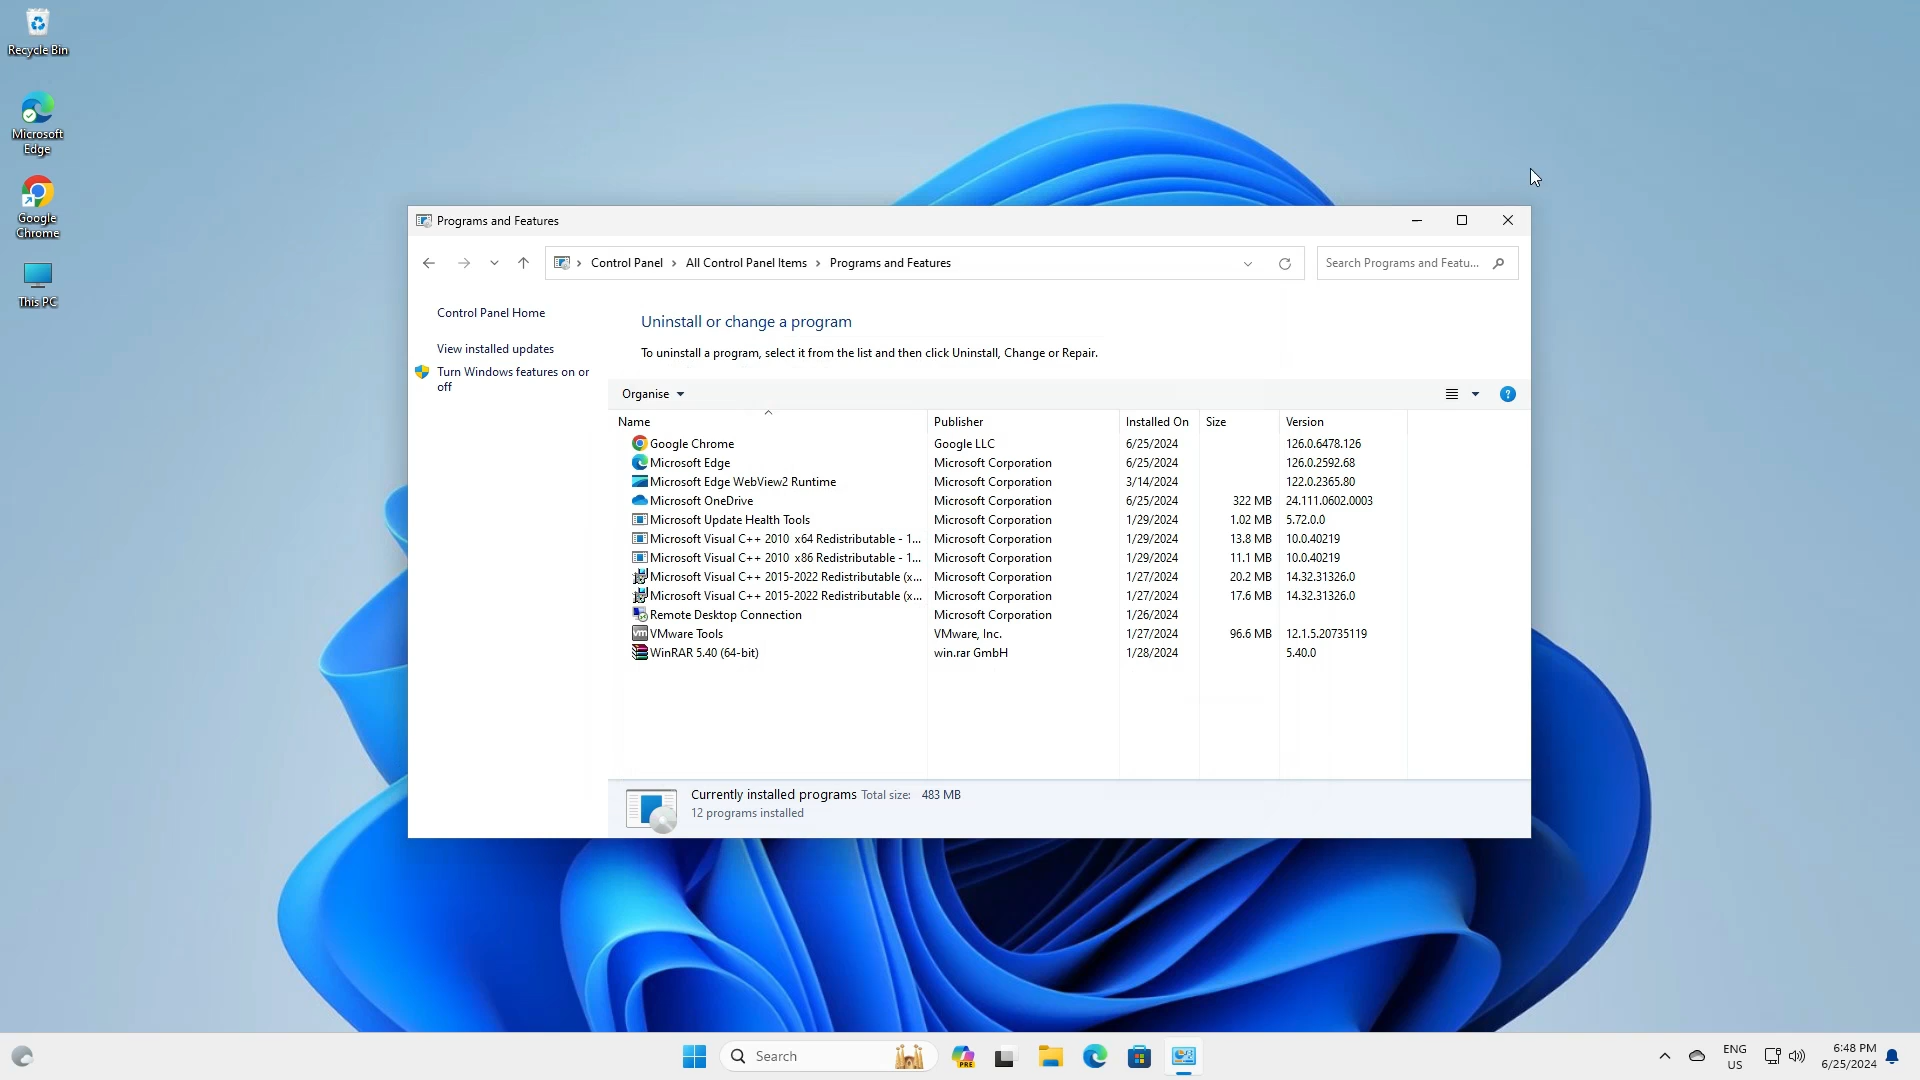 Recycle Bin
Microsoft
Edge
Google
Chrome
This PC
Programs and Features
Control Panel › All Control Panel Items › Programs and Features
Search Programs and Featu...
Control Panel Home
View installed updates
Turn Windows features on or
off
Uninstall or change a program
To uninstall a program, select it from the list and then click Uninstall, Change or Repair.
Organise
Name Publisher Installed On Size Version
Google Chrome Google LLC 6/25/2024 126.0.6478.126
Microsoft Edge Microsoft Corporation 6/25/2024 126.0.2592.68
Microsoft Edge WebView2 Runtime Microsoft Corporation 3/14/2024 122.0.2365.80
Microsoft OneDrive Microsoft Corporation 6/25/2024 322 MB 24.111.0602.0003
Microsoft Update Health Tools Microsoft Corporation 1/29/2024 1.02 MB 5.72.0.0
Microsoft Visual C++ 2010 x64 Redistributable - 1... Microsoft Corporation 1/29/2024 13.8 MB 10.0.40219
Microsoft Visual C++ 2010 x86 Redistributable - 1... Microsoft Corporation 1/29/2024 11.1 MB 10.0.40219
Microsoft Visual C++ 2015-2022 Redistributable (x... Microsoft Corporation 1/27/2024 20.2 MB 14.32.31326.0
Microsoft Visual C++ 2015-2022 Redistributable (x... Microsoft Corporation 1/27/2024 17.6 MB 14.32.31326.0
Remote Desktop Connection Microsoft Corporation 1/26/2024
vm VMware Tools VMware, Inc. 1/27/2024 96.6 MB 12.1.5.20735119
WinRAR 5.40 (64-bit) win.rar GmbH 1/28/2024 5.40.0
Currently installed programs Total size: 483 MB
12 programs installed
Search
PRE
ENG
US
6:48 PM
6/25/2024